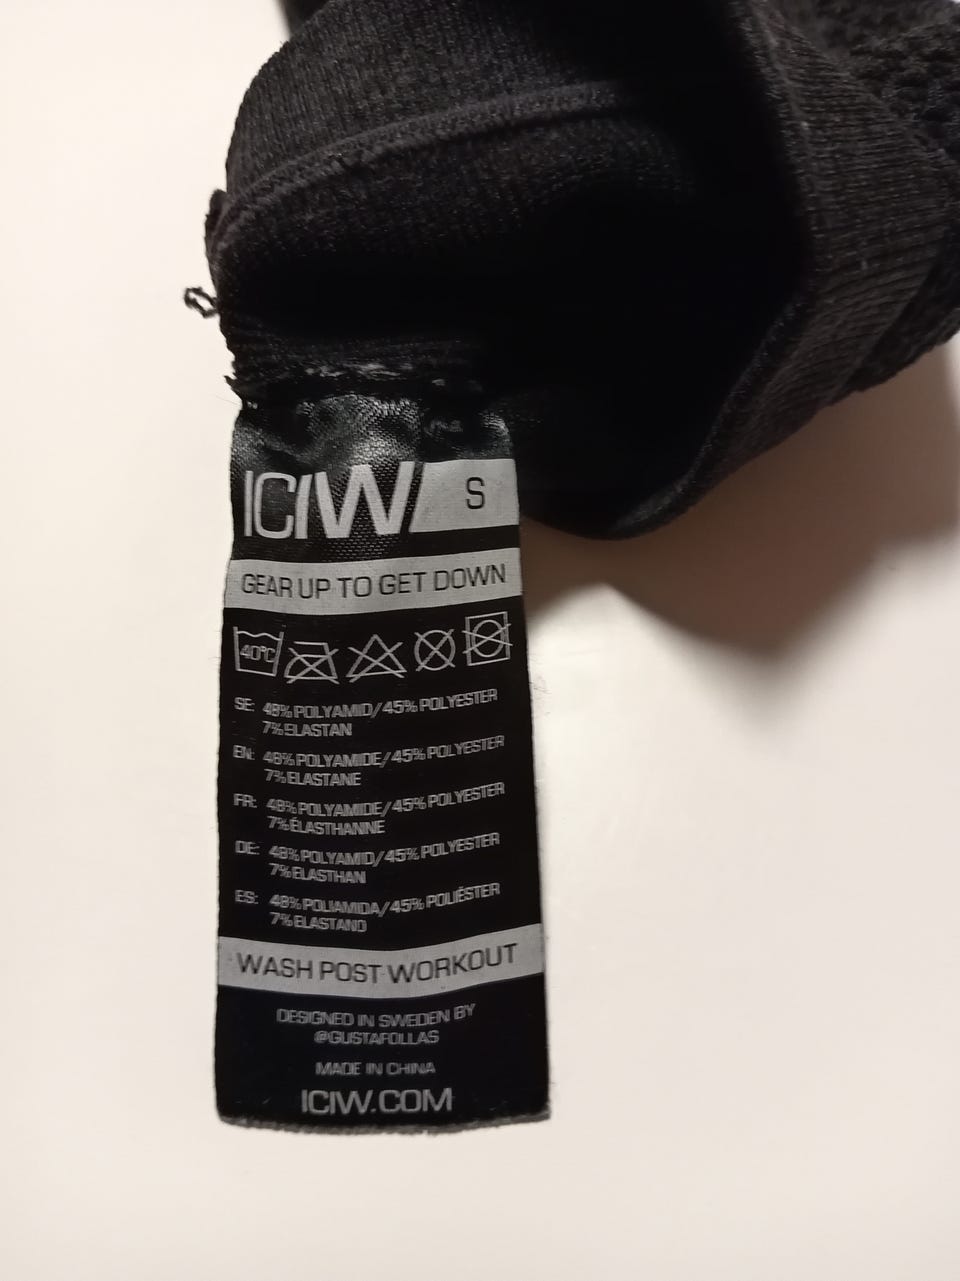 ICIW S
GEAR UP TO GET DOWN
40°C
SE: 48% POLYAMID/45% POLYESTER
7% ELASTAN
EN: 48% POLYAMIDE/45% POLYESTER
7% ELASTANE
FR: 48% POLYAMIDE/45% POLYESTER
7% ÉLASTHANNE
DE: 48% POLYAMID/45% POLYESTER
7% ELASTHAN
ES: 48% POLIAMIDA/45% POLIÉSTER
7% ELASTANO
WASH POST WORKOUT
DESIGNED IN SWEDEN BY
@GUSTAFOLLAS
MADE IN CHINA
ICIW.COM